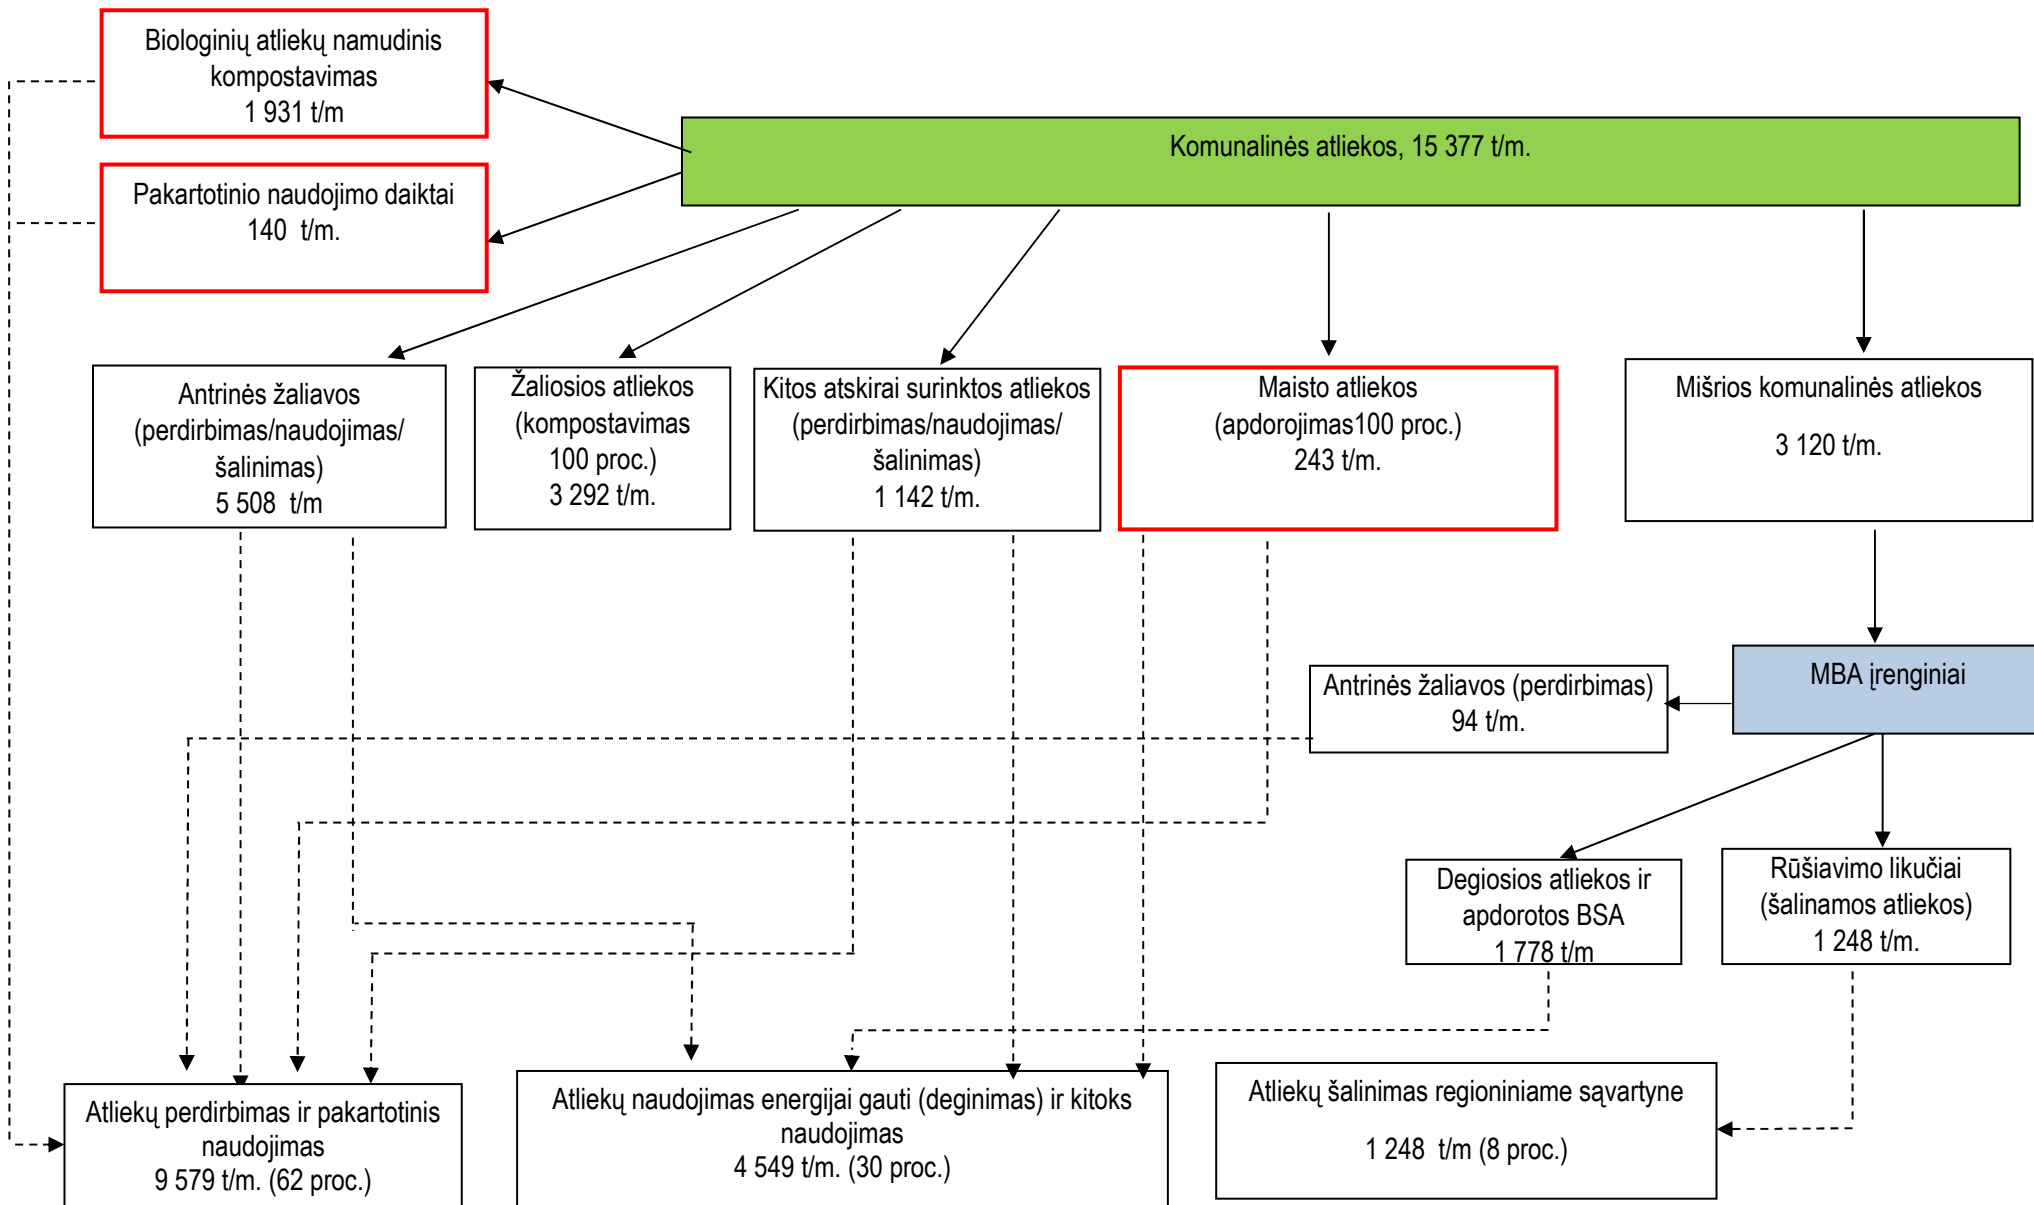 Biologinių atliekų namudinis
kompostavimas
1 931 t/m
Komunalinės atliekos, 15 377 t/m.
Pakartotinio naudojimo daiktai
140 t/m.
Antrinės žaliavos
(perdirbimas/naudojimas/
šalinimas)
5 508 t/m
Žaliosios atliekos
(kompostavimas
100 proc.)
3 292 t/m.
Kitos atskirai surinktos atliekos
(perdirbimas/naudojimas/
šalinimas)
1 142 t/m.
Maisto atliekos
(apdorojimas100 proc.)
243 t/m.
Mišrios komunalinės atliekos
3 120 t/m.
MBA įrenginiai
Antrinės žaliavos (perdirbimas)
94 t/m.
Degiosios atliekos ir
apdorotos BSA
1 778 t/m
Rūšiavimo likučiai
(šalinamos atliekos)
1 248 t/m.
Atliekų perdirbimas ir pakartotinis
naudojimas
9 579 t/m. (62 proc.)
Atliekų naudojimas energijai gauti (deginimas) ir kitoks
naudojimas
4 549 t/m. (30 proc.)
Atliekų šalinimas regioniniame sąvartyne
1 248 t/m (8 proc.)